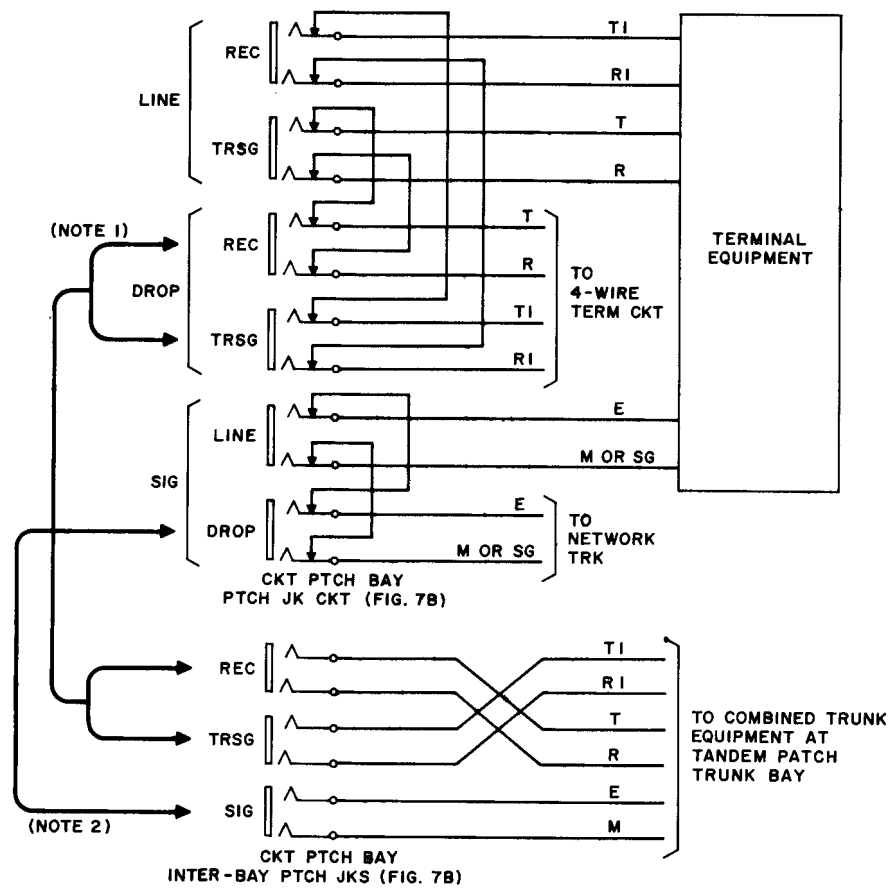 REC
T1
R1
LINE
TRSG
T
R
(NOTE 1)
REC
T
R
DROP
TRSG
T1
R1
TO
4-WIRE
TERM CKT
TERMINAL
EQUIPMENT
LINE
E
M OR SG
SIG
DROP
E
M OR SG
TO
NETWORK
TRK
CKT PTCH BAY
PTCH JK CKT (FIG. 7B)
REC
T1
R1
TRSG
T
R
TO COMBINED TRUNK
EQUIPMENT AT
TANDEM PATCH
TRUNK BAY
SIG
E
M
(NOTE 2)
CKT PTCH BAY
INTER-BAY PTCH JKS (FIG. 7B)